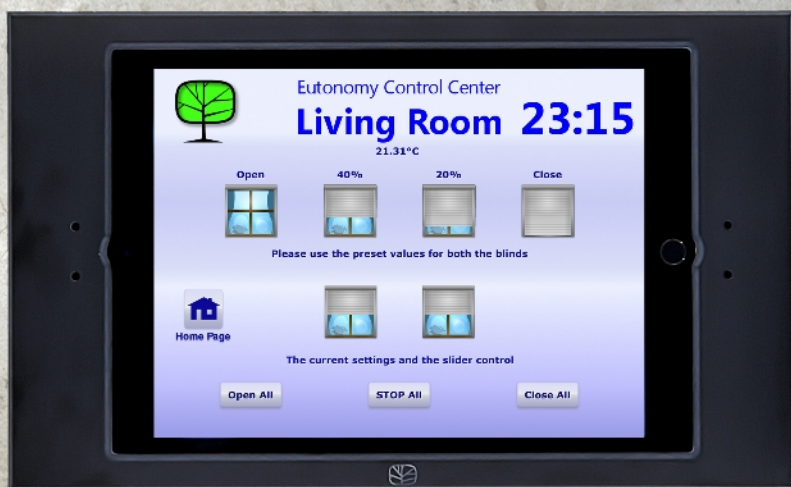 Eutonomy Control Center
Living Room 23:15
21.31°C
Open 40% 20% Close
Please use the preset values for both the blinds
Home Page
The current settings and the slider control
Open All STOP All Close All